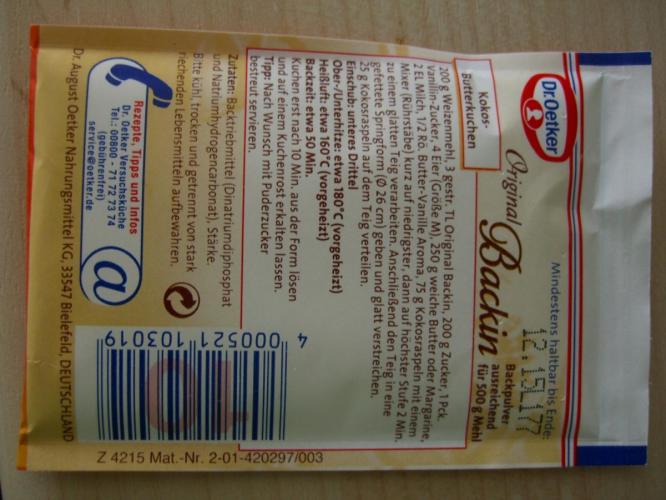 Dr.Oetker
Mindestens haltbar bis Ende:
Original
Backin
Backpulver
ausreichend
für 500 g Mehl
Kokos-
Butterkuchen
200 g Weizenmehl, 3 gestr. TL Original Backin, 200 g Zucker, 1 Pck.
Vanillin-Zucker, 4 Eier (Größe M), 250 g weiche Butter oder Margarine,
2 EL Milch, 1/2 Rö. Butter-Vanille Aroma, 75 g Kokosraspeln mit einem
Mixer (Rührstäbe) kurz auf niedrigster, dann auf höchster Stufe 2 Min.
zu einem glatten Teig verarbeiten. Anschließend den Teig in eine
gefettete Springform (Ø 26 cm) geben und glatt verstreichen.
25 g Kokosraspeln auf dem Teig verteilen.
Einschub: unteres Drittel
Ober-/Unterhitze: etwa 180°C (vorgeheizt)
Heißluft: etwa 160°C (vorgeheizt)
Backzeit: etwa 50 Min.
Kuchen erst nach 10 Min. aus der Form lösen
und auf einem Kuchenrost erkalten lassen.
Tipp: Nach Wunsch mit Puderzucker
bestreut servieren.
Zutaten: Backtriebmittel (Dinatriumdiphosphat
und Natriumhydrogencarbonat), Stärke.
Bitte kühl, trocken und getrennt von stark
riechenden Lebensmitteln aufbewahren.
Rezepte, Tipps und Infos
Dr. Oetker Versuchsküche
Tel.: 00800 - 71 72 73 74
(gebührenfrei)
service@oetker.de
@
Dr. August Oetker Nahrungsmittel KG, 33547 Bielefeld, DEUTSCHLAND
4 000521 103019
Z 4215 Mat.-Nr. 2-01-420297/003